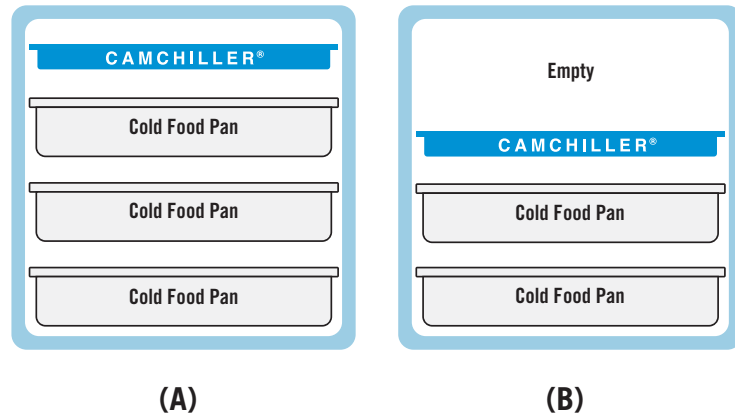 CAMCHILLER®
Cold Food Pan
Cold Food Pan
Cold Food Pan
(A)
Empty
CAMCHILLER®
Cold Food Pan
Cold Food Pan
(B)